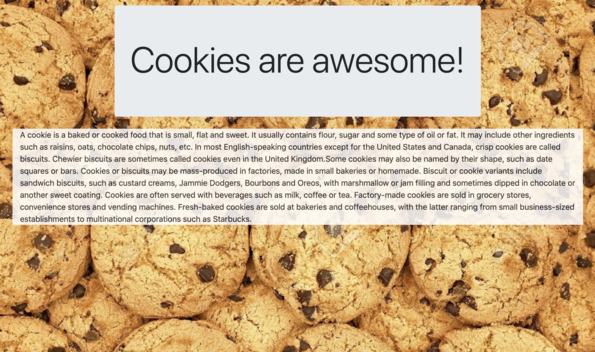 Cookies are awesome!
A cookie is a baked or cooked food that is small, flat and sweet. It usually contains flour, sugar and some type of oil or fat. It may include other ingredients
such as raisins, oats, chocolate chips, nuts, etc. In most English-speaking countries except for the United States and Canada, crisp cookies are called
biscuits. Chewier biscuits are sometimes called cookies even in the United Kingdom.Some cookies may also be named by their shape, such as date
squares or bars. Cookies or biscuits may be mass-produced in factories, made in small bakeries or homemade. Biscuit or cookie variants include
sandwich biscuits, such as custard creams, Jammie Dodgers, Bourbons and Oreos, with marshmallow or jam filling and sometimes dipped in chocolate or
another sweet coating. Cookies are often served with beverages such as milk, coffee or tea. Factory-made cookies are sold in grocery stores,
convenience stores and vending machines. Fresh-baked cookies are sold at bakeries and coffeehouses, with the latter ranging from small business-sized
establishments to multinational corporations such as Starbucks.